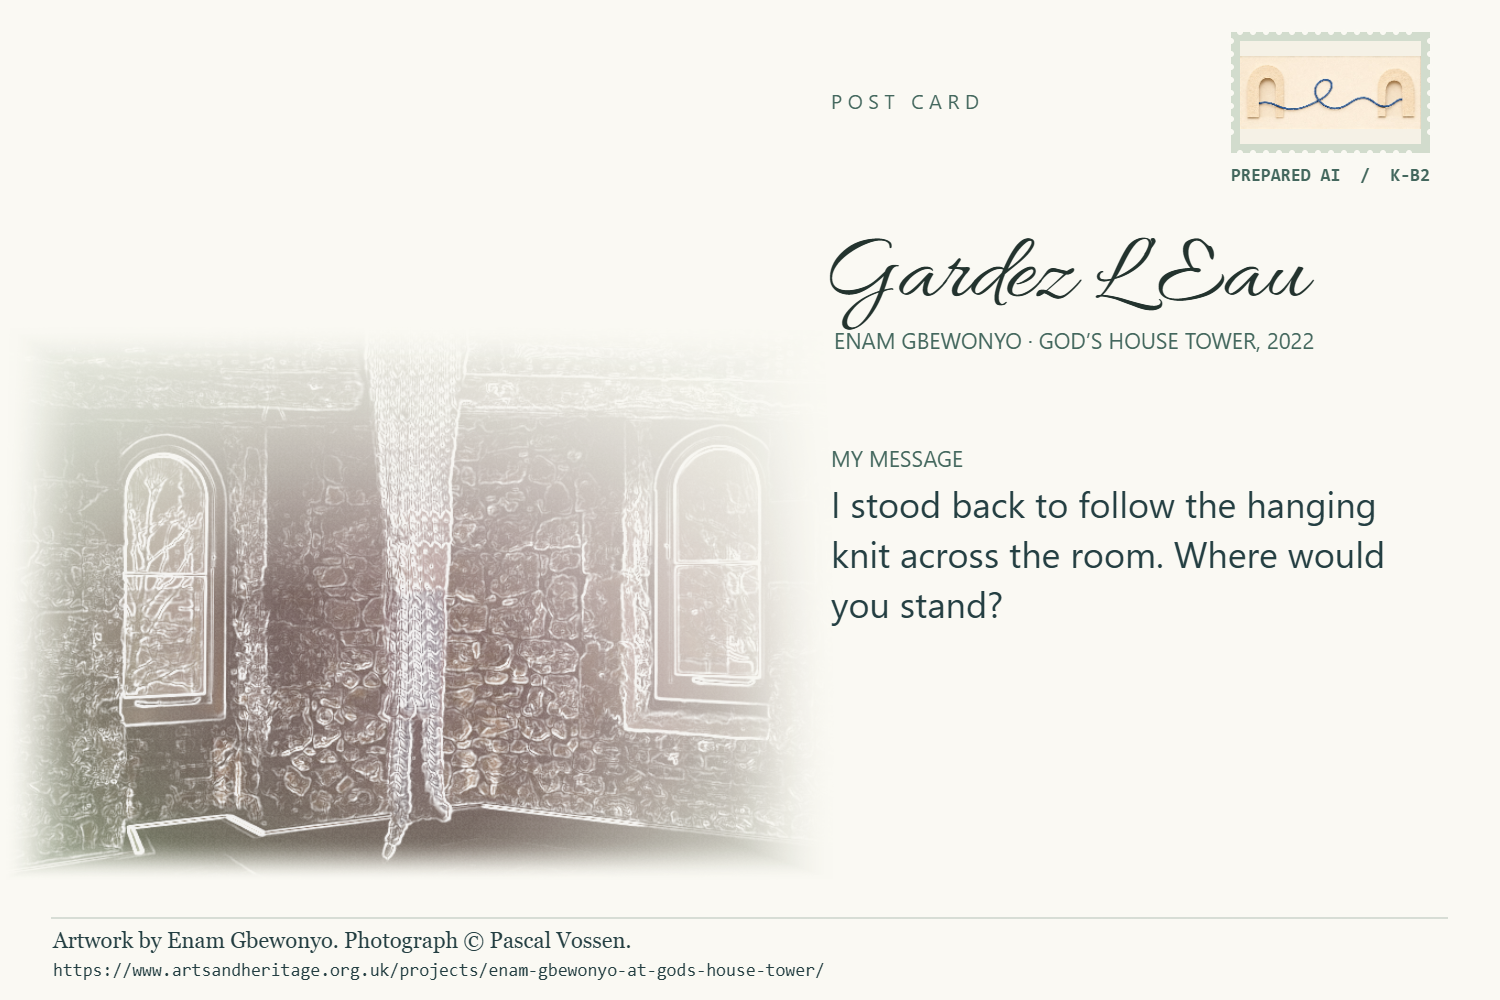 POST CARD
PREPARED AI / K-B2
Gardez L Eau
ENAM GBEWONYO · GOD’S HOUSE TOWER, 2022
MY MESSAGE
I stood back to follow the hanging
knit across the room. Where would
you stand?
Artwork by Enam Gbewonyo. Photograph © Pascal Vossen.
https://www.artsandheritage.org.uk/projects/enam-gbewonyo-at-gods-house-tower/